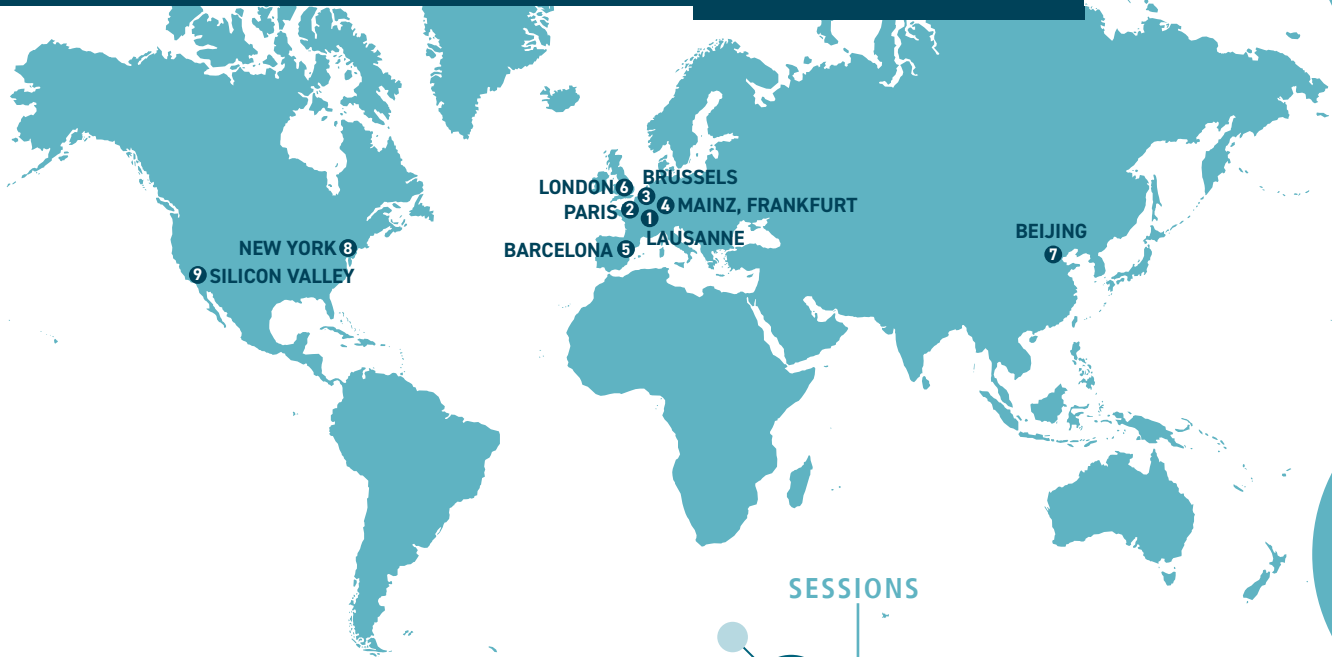 BRUSSELS
LONDON 6
3
4 MAINZ, FRANKFURT
PARIS 2
1
LAUSANNE
BARCELONA 5
NEW YORK 8
9 SILICON VALLEY
BEIJING
7
SESSIONS